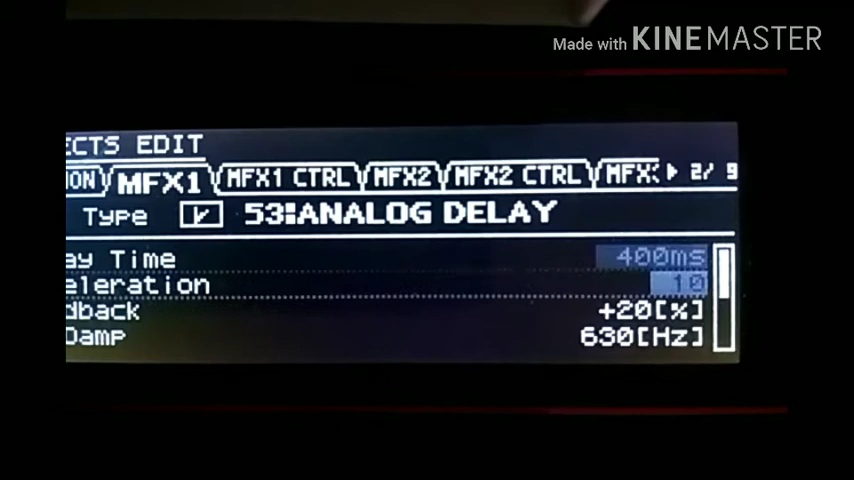 Made with KINEMASTER
ECTS EDIT
ION MFX1 MFX1 CTRL MFX2 MFX2 CTRL MFX 2/ 9
Type 53:ANALOG DELAY
ay Time 400ms
eleration 10
dback +20[%]
Damp 630[Hz]